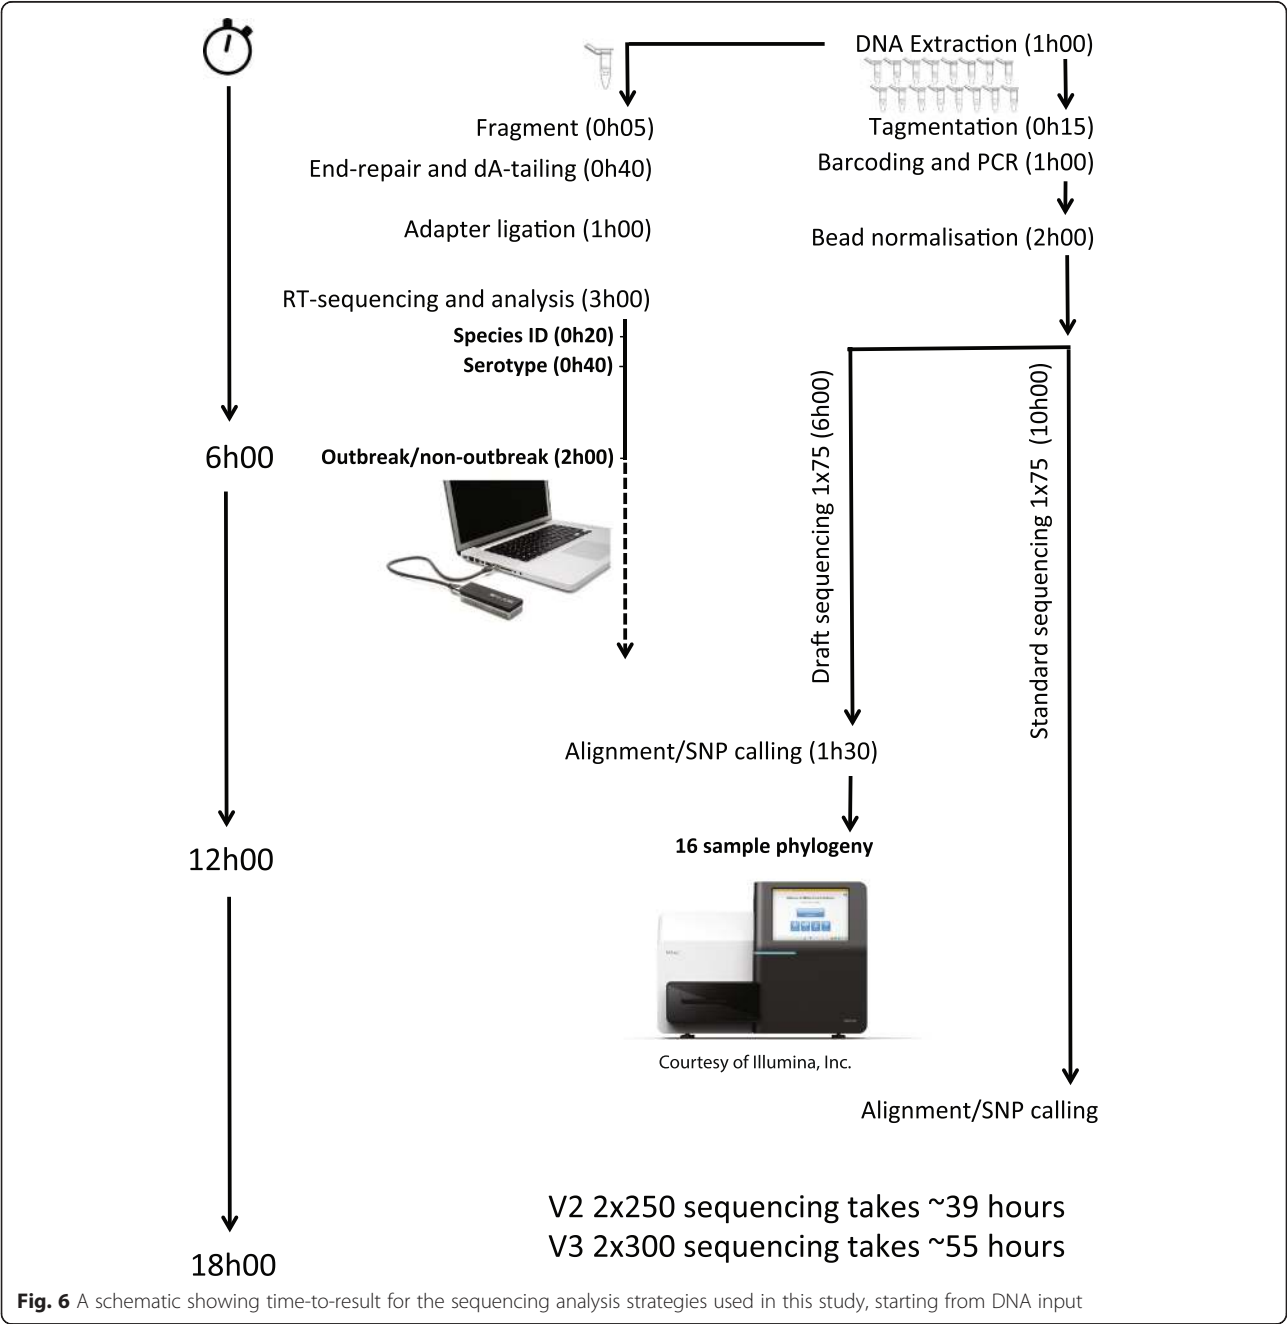 DNA Extraction (1h00)
Fragment (0h05)
Tagmentation (0h15)
End-repair and dA-tailing (0h40)
Barcoding and PCR (1h00)
Adapter ligation (1h00)
Bead normalisation (2h00)
RT-sequencing and analysis (3h00)
Species ID (0h20)
Serotype (0h40)
Draft sequencing 1x75 (6h00)
Standard sequencing 1x75 (10h00)
6h00
Outbreak/non-outbreak (2h00)
Alignment/SNP calling (1h30)
16 sample phylogeny
12h00
Courtesy of Illumina, Inc.
Alignment/SNP calling
V2 2x250 sequencing takes ~39 hours
V3 2x300 sequencing takes ~55 hours
18h00
Fig. 6 A schematic showing time-to-result for the sequencing analysis strategies used in this study, starting from DNA input